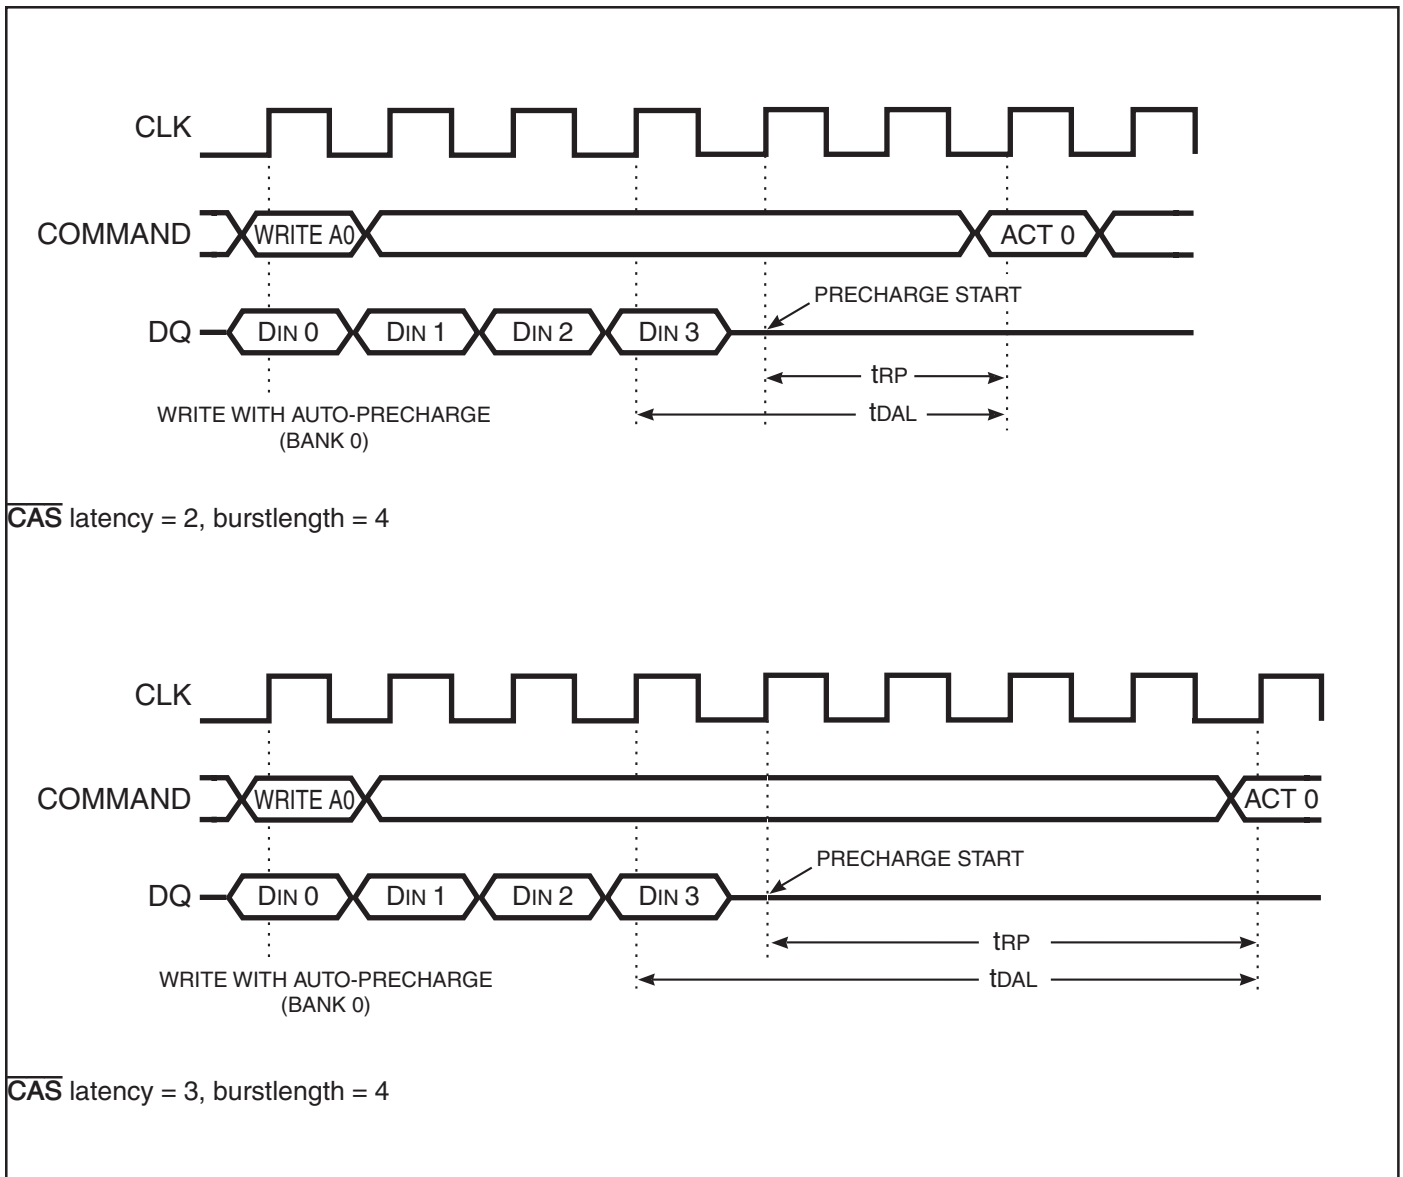 CLK
COMMAND
WRITE A0
ACT 0
PRECHARGE START
DQ
DIN 0
DIN 1
DIN 2
DIN 3
tRP
WRITE WITH AUTO-PRECHARGE
(BANK 0)
tDAL
CAS latency = 2, burstlength = 4
CLK
COMMAND
WRITE A0
ACT 0
PRECHARGE START
DQ
DIN 0
DIN 1
DIN 2
DIN 3
tRP
WRITE WITH AUTO-PRECHARGE
(BANK 0)
tDAL
CAS latency = 3, burstlength = 4